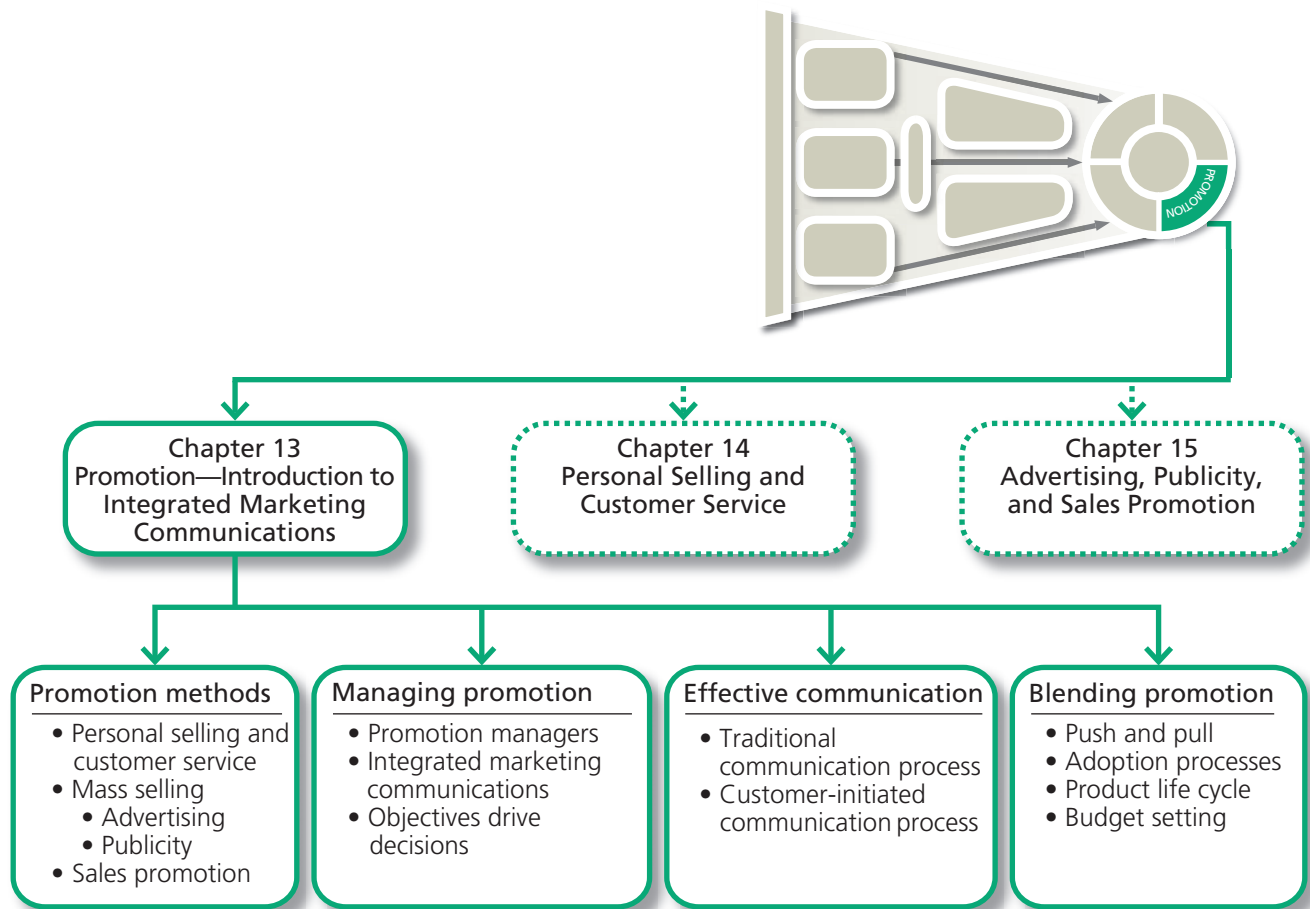 PROMOTION
Chapter 13
Promotion—Introduction to
Integrated Marketing
Communications
Chapter 14
Personal Selling and
Customer Service
Chapter 15
Advertising, Publicity,
and Sales Promotion
Promotion methods
• Personal selling and
customer service
• Mass selling
• Advertising
• Publicity
• Sales promotion
Managing promotion
• Promotion managers
• Integrated marketing
communications
• Objectives drive
decisions
Effective communication
• Traditional
communication process
• Customer-initiated
communication process
Blending promotion
• Push and pull
• Adoption processes
• Product life cycle
• Budget setting